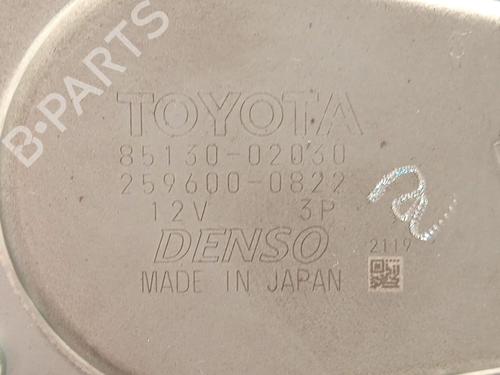 B-PARTS
TOYOTA
85130-02030
259600-0822
12V 3P
DENSO 2119
MADE IN JAPAN